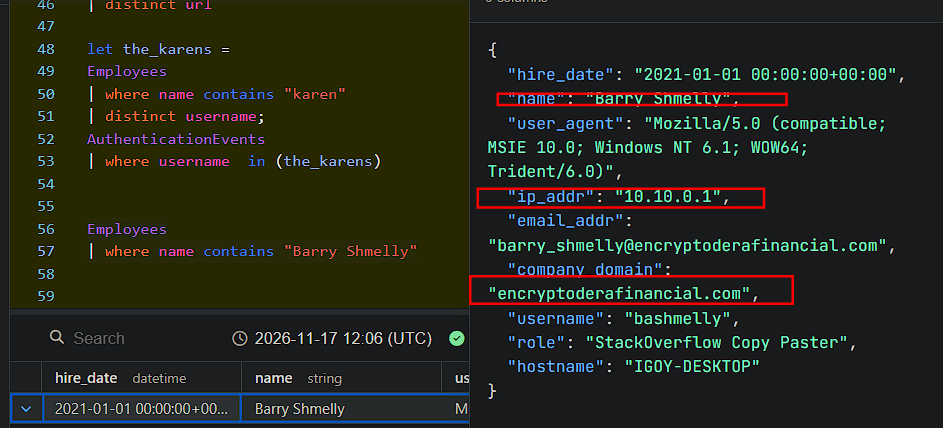 46 | distinct url
47
48 let the_karens =
49 Employees
50 | where name contains "karen"
51 | distinct username;
52 AuthenticationEvents
53 | where username in (the_karens)
54
55
56 Employees
57 | where name contains "Barry Shmelly"
58
59
Search 2026-11-17 12:06 (UTC)
hire_date datetime name string us
2021-01-01 00:00:00+00... Barry Shmelly M
columns
{
"hire_date": "2021-01-01 00:00:00+00:00",
"name": "Barry Shmelly",
"user_agent": "Mozilla/5.0 (compatible;
MSIE 10.0; Windows NT 6.1; WOW64;
Trident/6.0)",
"ip_addr": "10.10.0.1",
"email_addr":
"barry_shmelly@encryptoderafinancial.com",
"company_domain":
"encryptoderafinancial.com",
"username": "bashmelly",
"role": "StackOverflow Copy Paster",
"hostname": "IGOY-DESKTOP"
}